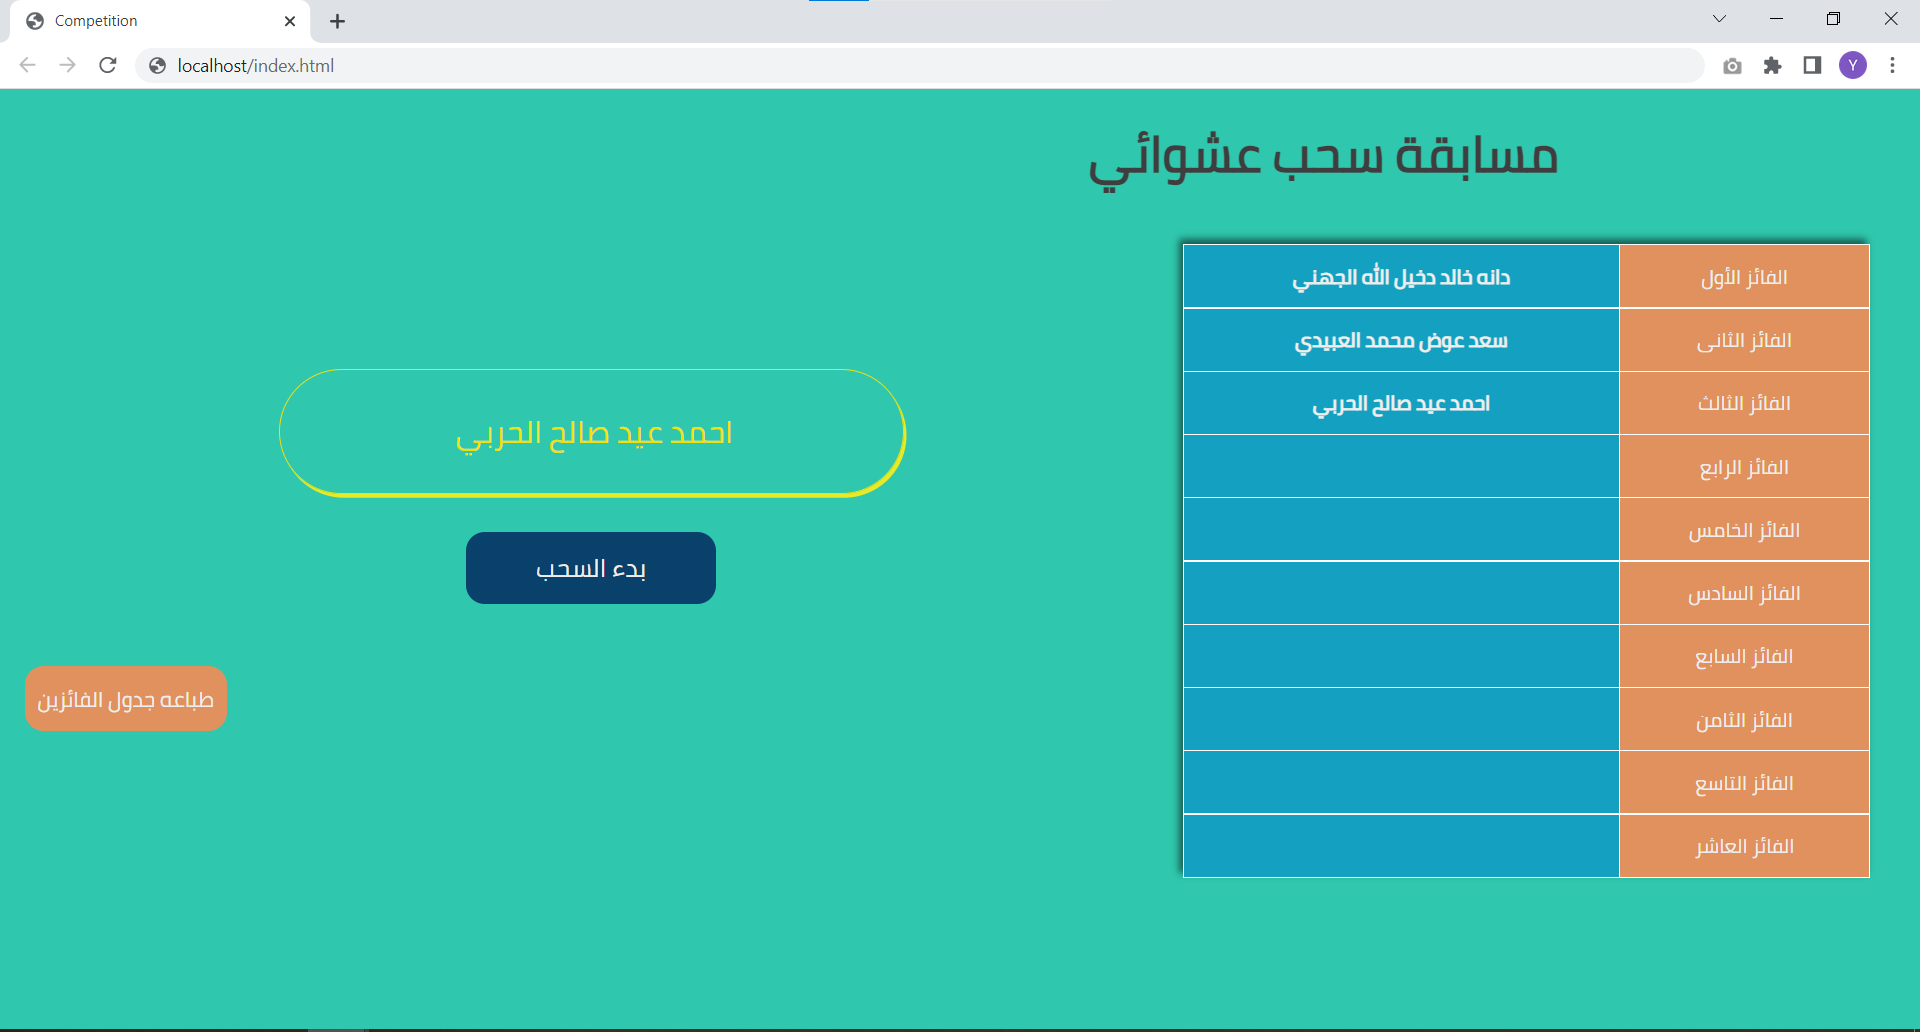 Competition
localhost/index.html
Y
مسابقة سحب عشوائي
الفائز الأول دانه خالد دخيل الله الجهني
الفائز الثانى سعد عوض محمد العبيدي
الفائز الثالث احمد عيد صالح الحربي
الفائز الرابع
الفائز الخامس
الفائز السادس
الفائز السابع
الفائز الثامن
الفائز التاسع
الفائز العاشر
احمد عيد صالح الحربي
بدء السحب
طباعه جدول الفائزين